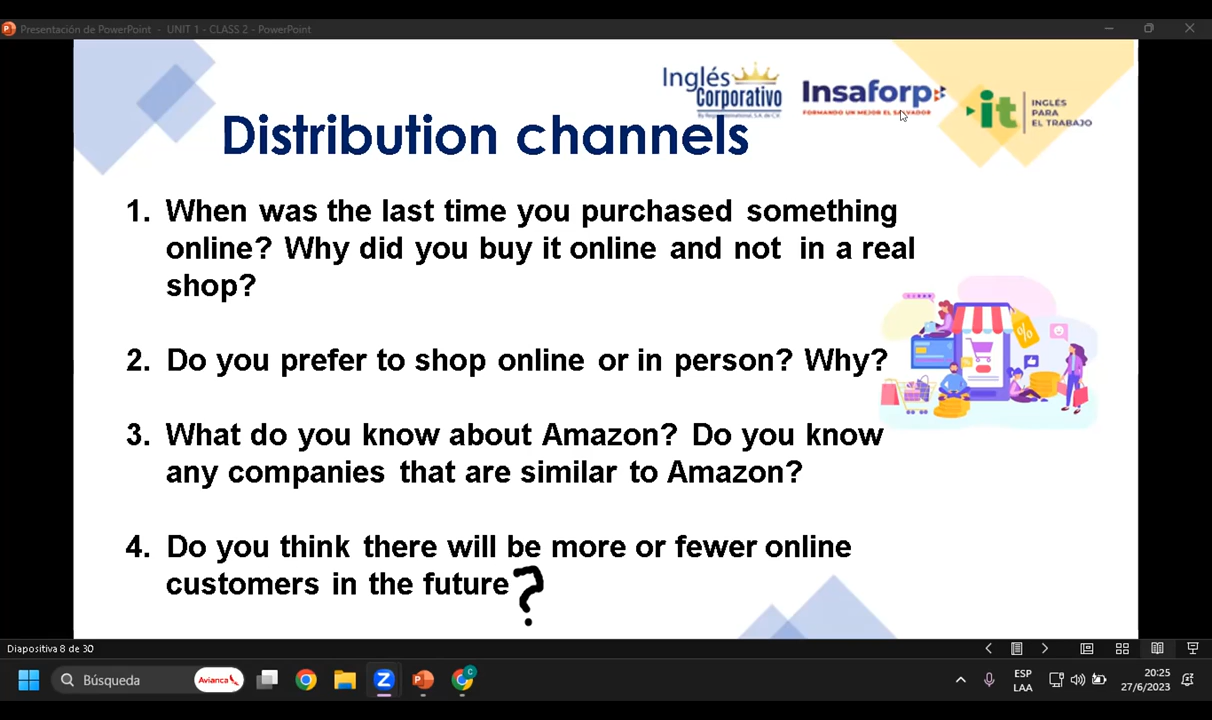 Presentación de PowerPoint - UNIT 1 - CLASS 2 - PowerPoint
Inglés
Corporativo
Insaforp
FORMANDO UN MEJOR EL SALVADOR
it
INGLÉS
PARA
EL TRABAJO
Distribution channels
1. When was the last time you purchased something
online? Why did you buy it online and not in a real
shop?
2. Do you prefer to shop online or in person? Why?
3. What do you know about Amazon? Do you know
any companies that are similar to Amazon?
4. Do you think there will be more or fewer online
customers in the future?
%
Diapositiva 8 de 30
Búsqueda
Avianca
ESP
LAA
20:25
27/6/2023